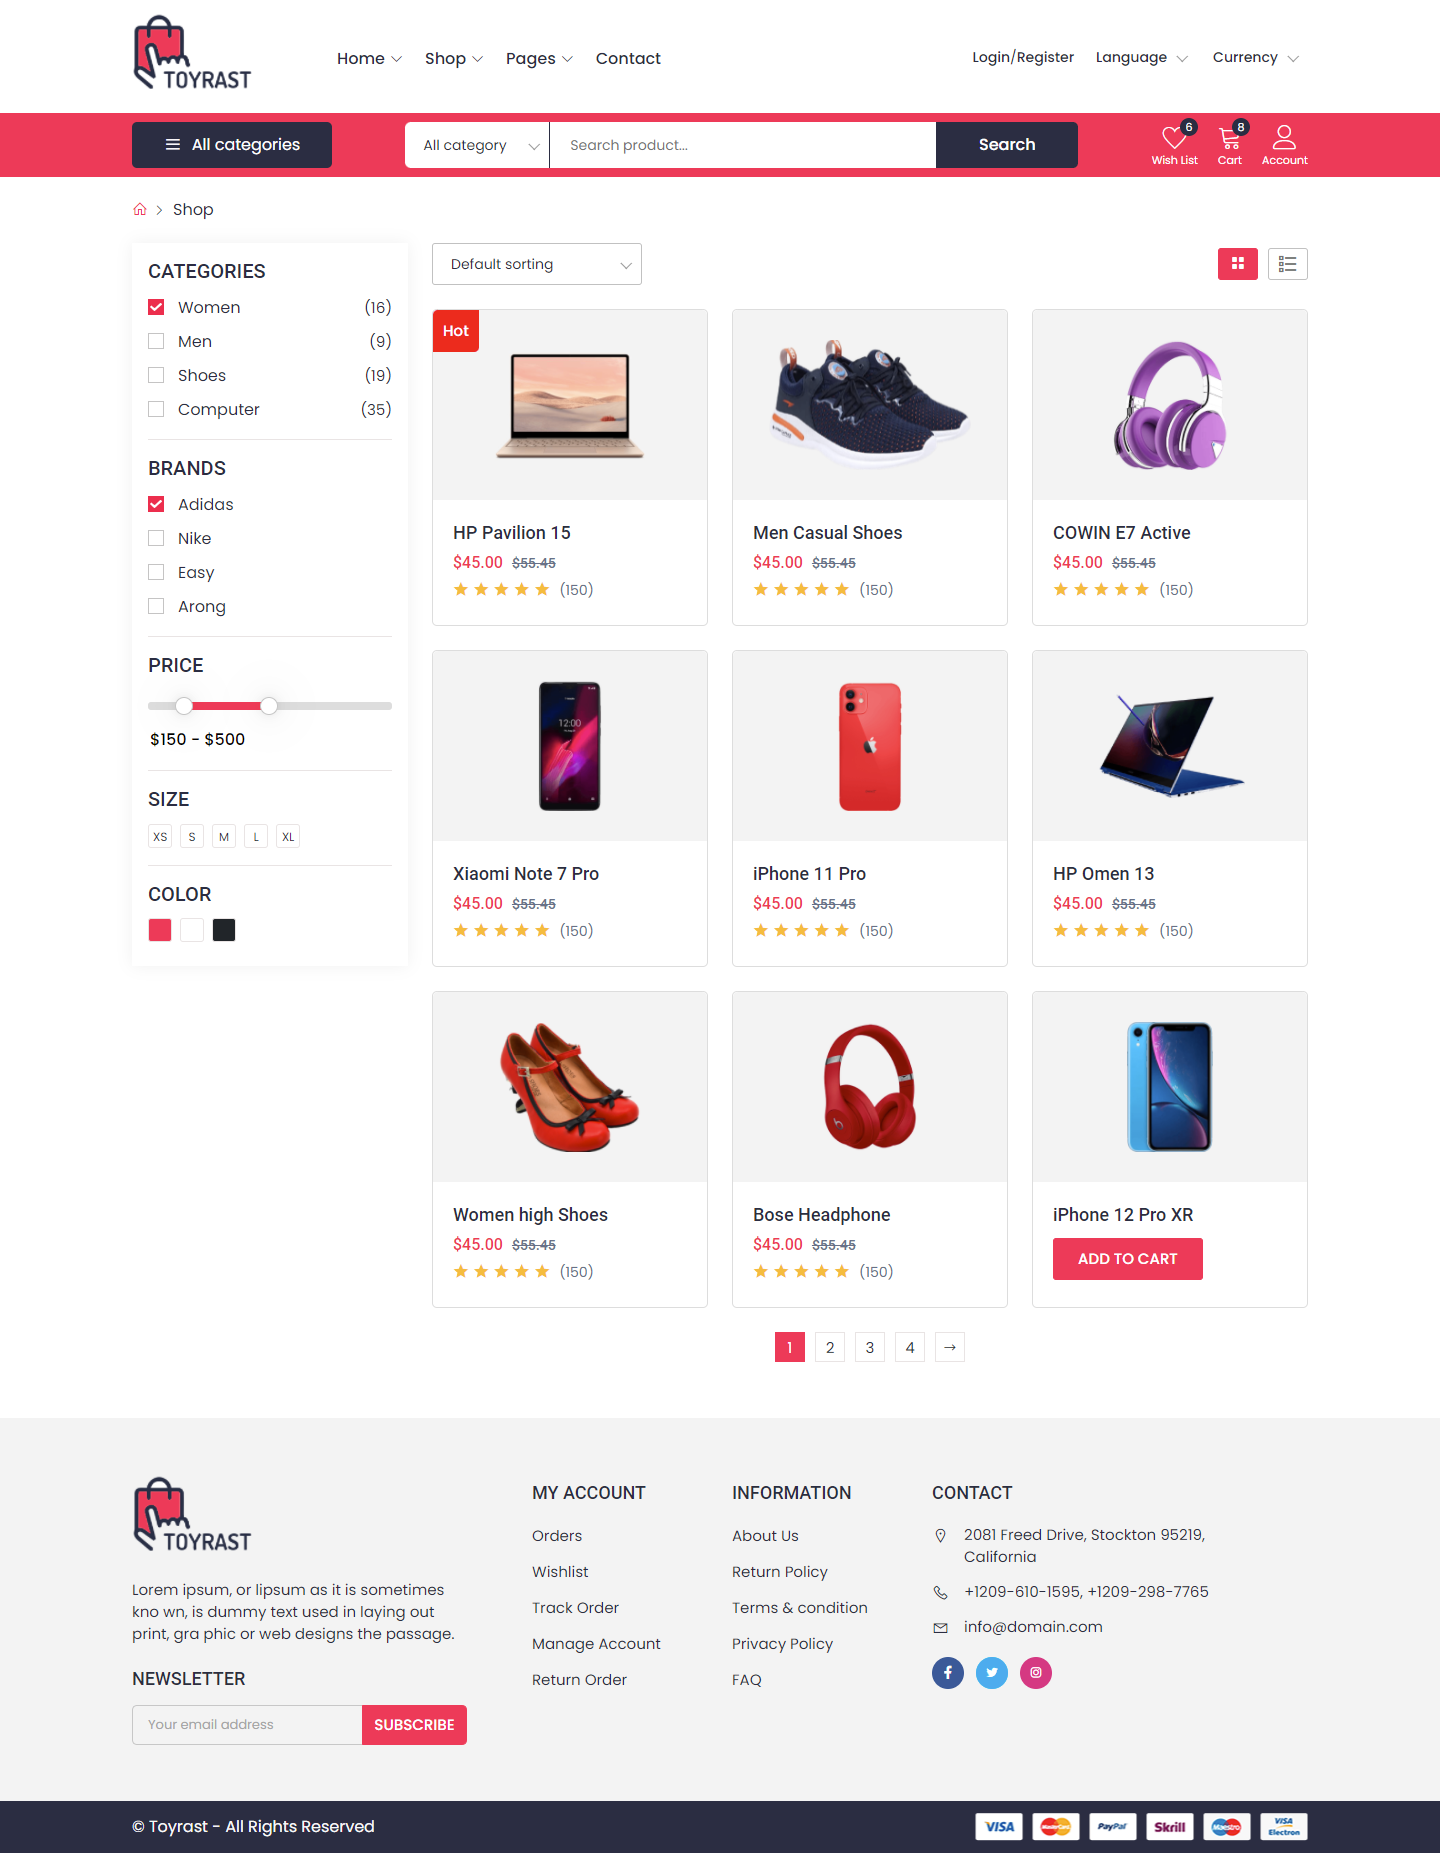 TOYRAST
Home Shop Pages Contact
Login/Register Language Currency
All categories
All category Search product... Search
6 8
Wish List Cart Account
Shop
CATEGORIES
Women (16)
Men (9)
Shoes (19)
Computer (35)
BRANDS
Adidas
Nike
Easy
Arong
PRICE
$150 - $500
SIZE
XS S M L XL
COLOR
Default sorting
Hot
HP Pavilion 15
$45.00 $55.45
(150)
Men Casual Shoes
$45.00 $55.45
(150)
COWIN E7 Active
$45.00 $55.45
(150)
12:00
Xiaomi Note 7 Pro
$45.00 $55.45
(150)
iPhone 11 Pro
$45.00 $55.45
(150)
HP Omen 13
$45.00 $55.45
(150)
Women high Shoes
$45.00 $55.45
(150)
Bose Headphone
$45.00 $55.45
(150)
iPhone 12 Pro XR
ADD TO CART
1 2 3 4 →
TOYRAST
Lorem ipsum, or lipsum as it is sometimes
kno wn, is dummy text used in laying out
print, gra phic or web designs the passage.
NEWSLETTER
Your email address SUBSCRIBE
MY ACCOUNT
Orders
Wishlist
Track Order
Manage Account
Return Order
INFORMATION
About Us
Return Policy
Terms & condition
Privacy Policy
FAQ
CONTACT
2081 Freed Drive, Stockton 95219,
California
+1209-610-1595, +1209-298-7765
info@domain.com
© Toyrast - All Rights Reserved
VISA MasterCard PayPal Skrill Maestro VISA Electron